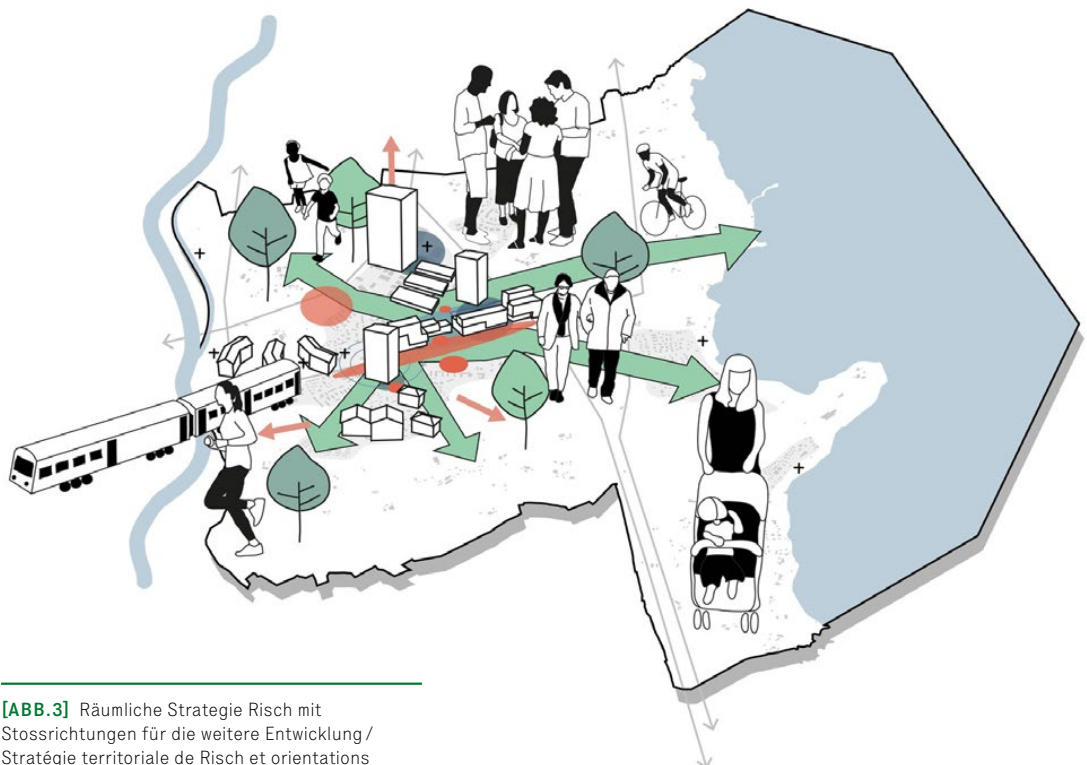 [ABB.3] Räumliche Strategie Risch mit
Stossrichtungen für die weitere Entwicklung /
Stratégie territoriale de Risch et orientations